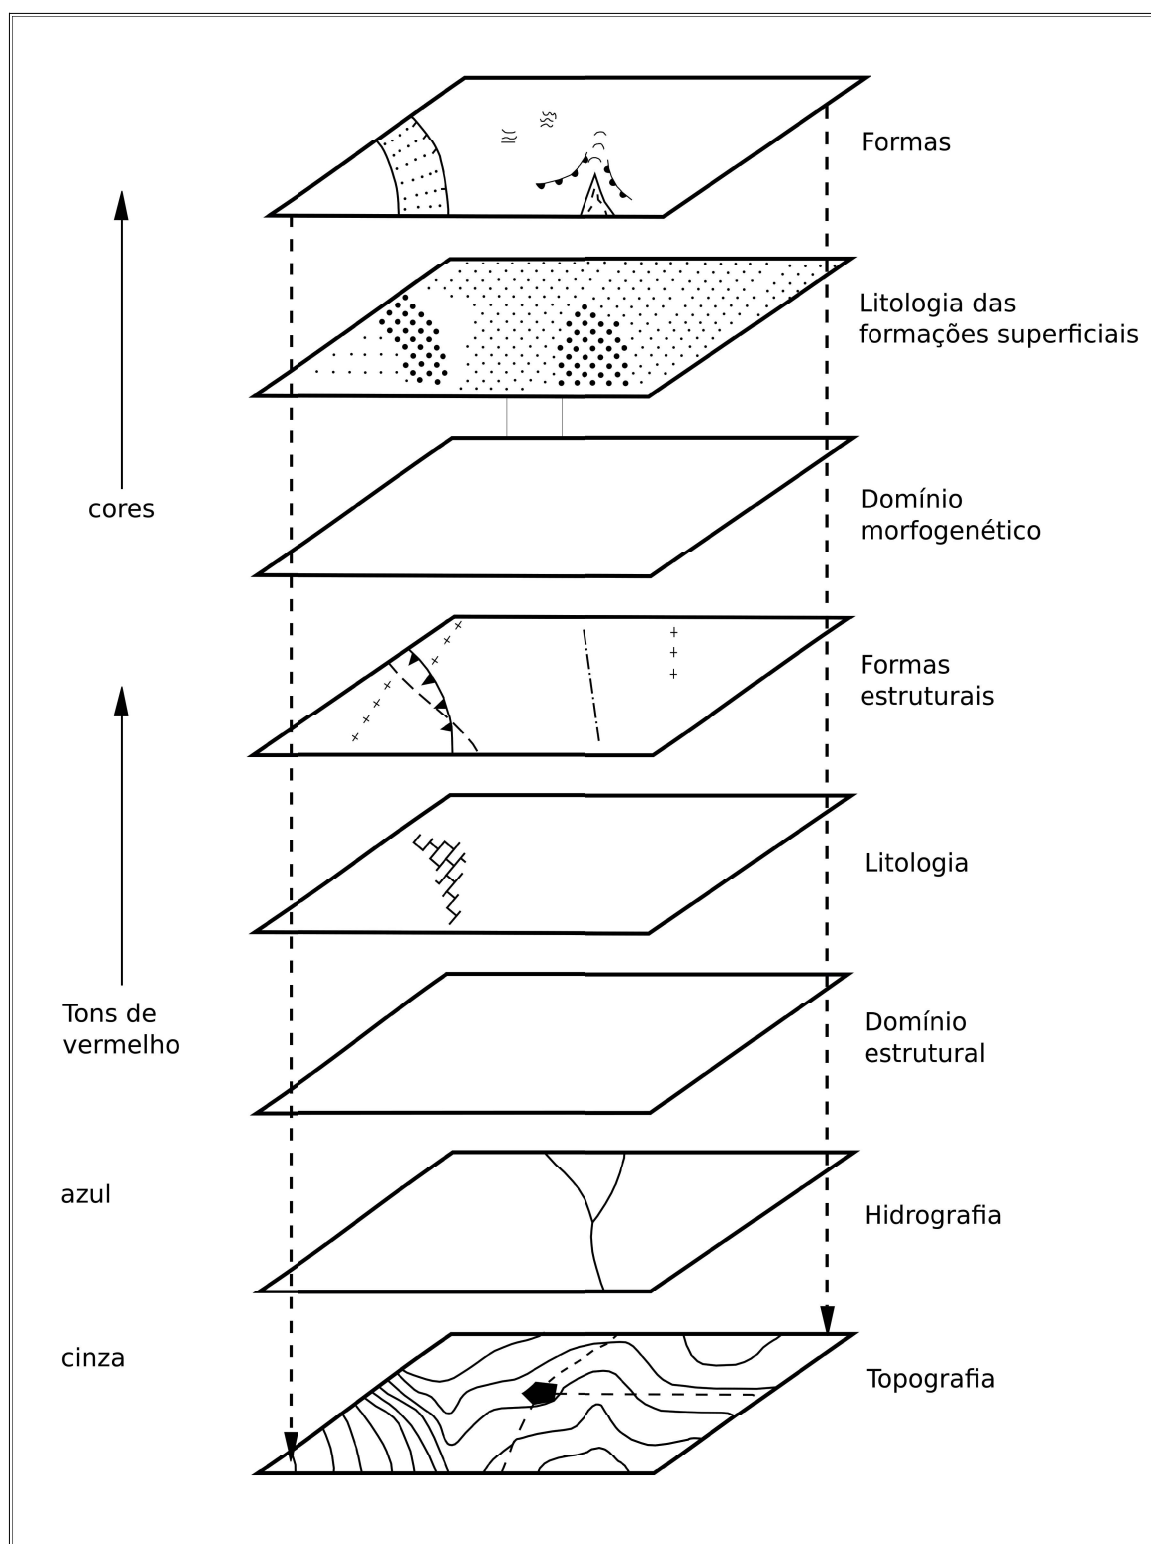 Formas
Litologia das
formações superficiais
cores
Domínio
morfogenético
Formas
estruturais
Litologia
Tons de
vermelho
Domínio
estrutural
azul
Hidrografia
cinza
Topografia